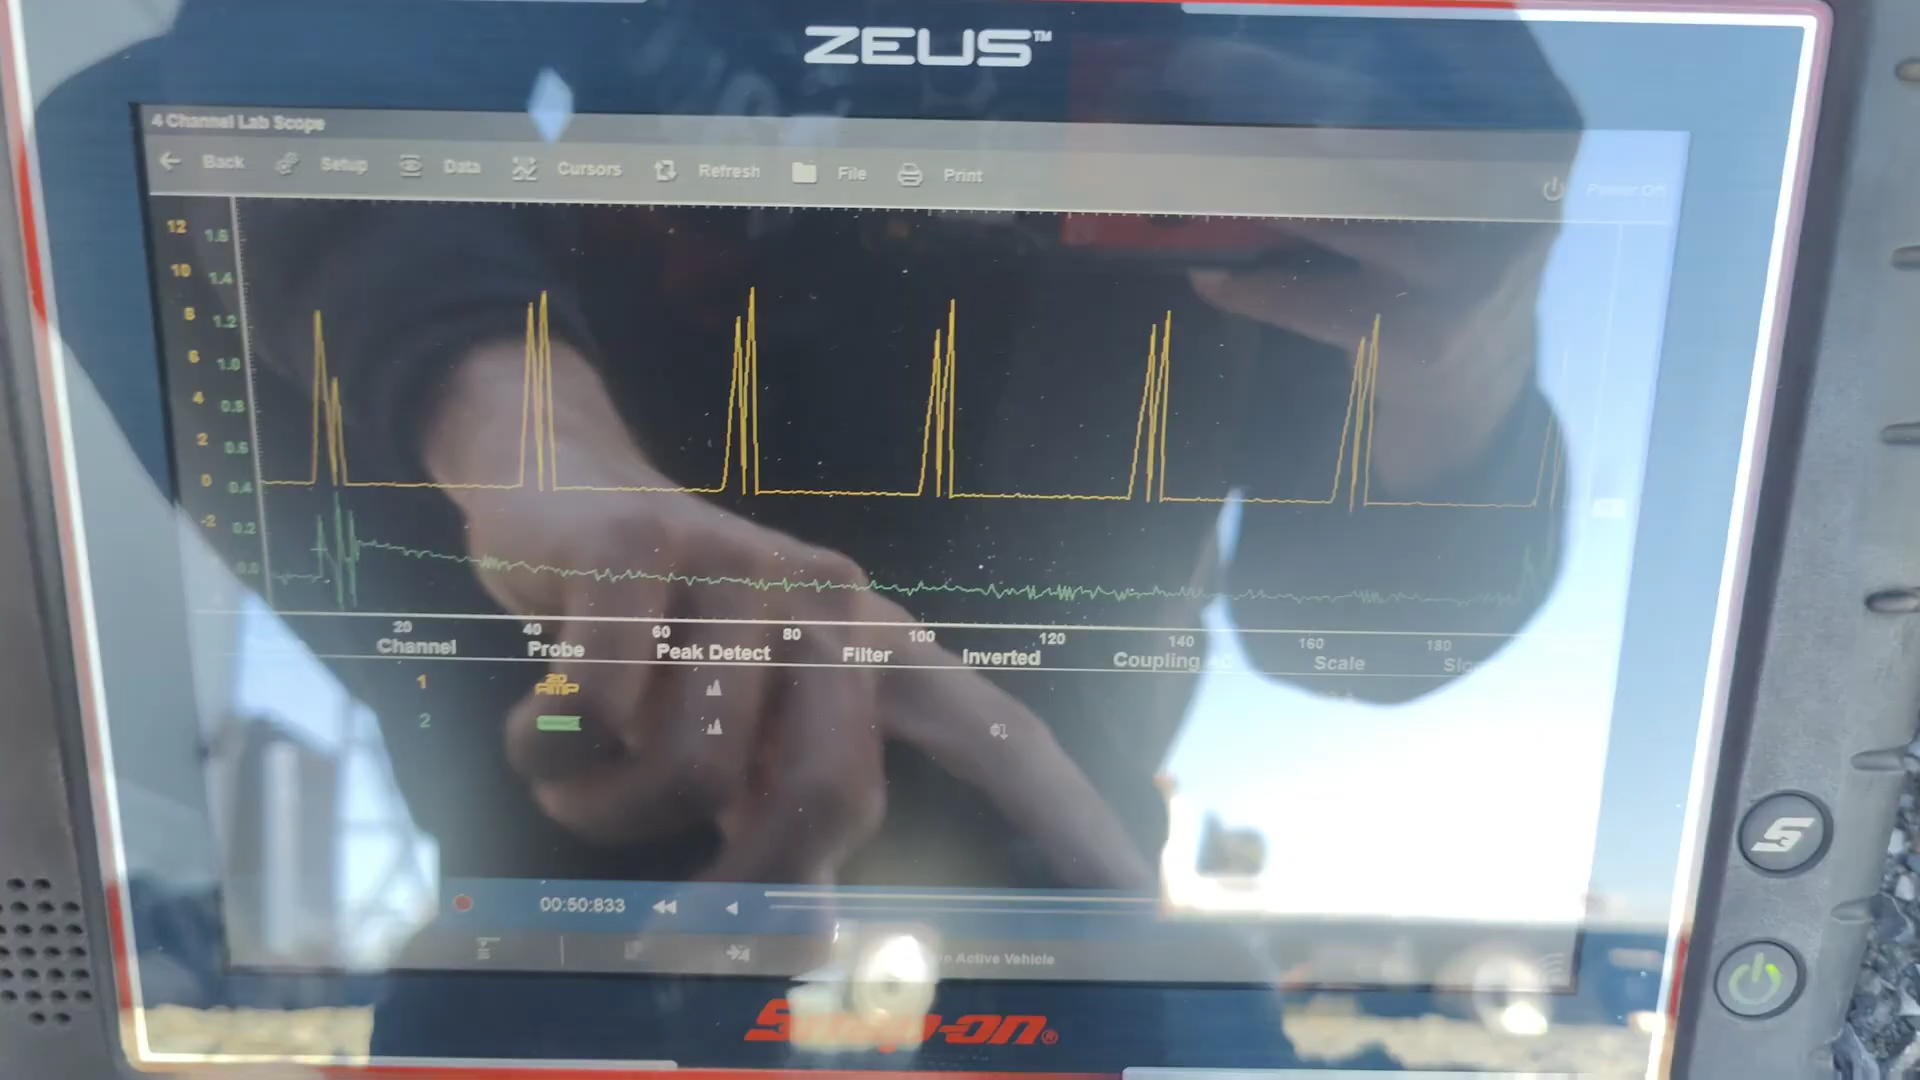 ZEUS™
4 Channel Lab Scope
Back Setup Data Cursors Refresh File Print Power Off
12 1.6
10 1.4
8 1.2
6 1.0
4 0.8
2 0.6
0 0.4
-2 0.2
0.0
20 40 60 80 100 120 140 160 180
Channel Probe Peak Detect Filter Inverted Coupling Scale
1 20 AMP
2
00:50:833
Active Vehicle
Snap-on®